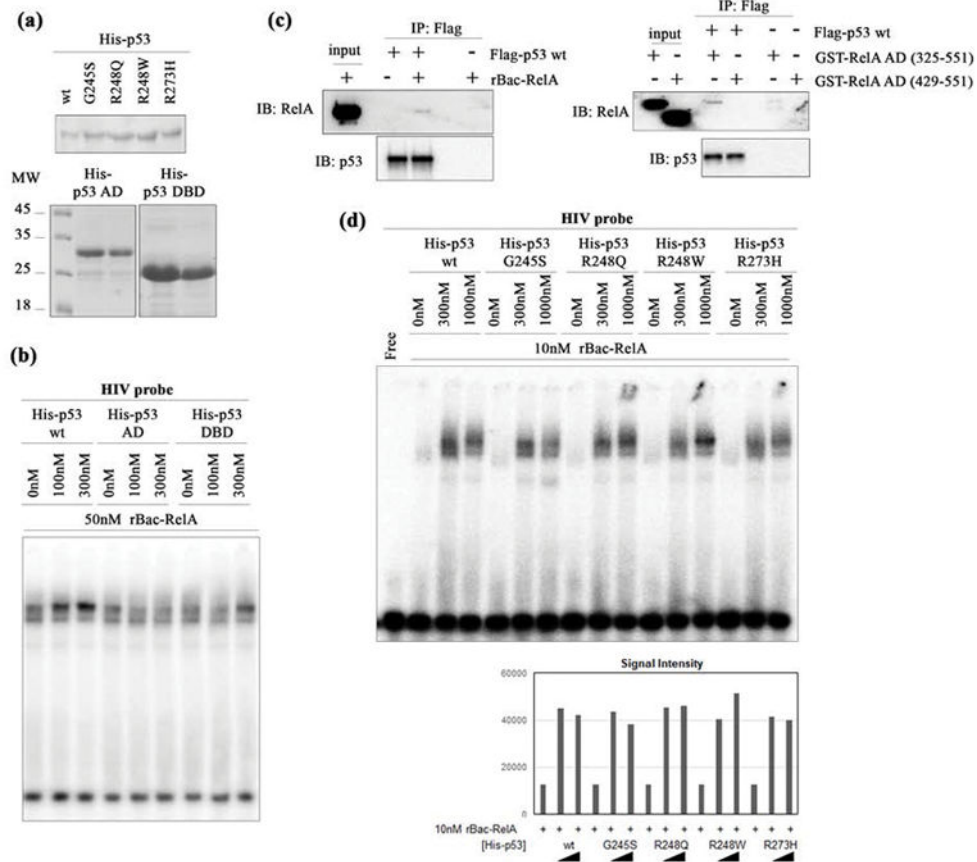 (a)
His-p53
wt G245S R248Q R248W R273H
MW
His-
p53 AD
His-
p53 DBD
45
35
25
18
(b)
HIV probe
His-p53
wt
His-p53
AD
His-p53
DBD
0nM 100nM 300nM 0nM 100nM 300nM 0nM 100nM 300nM
50nM rBac-RelA
(c)
IP: Flag
input + + - Flag-p53 wt
+ - + + rBac-RelA
IB: RelA
IB: p53
IP: Flag
Flag-p53 wt + + - -
input
GST-RelA AD (325-551) + - + - + -
GST-RelA AD (429-551) - + - + - +
IB: RelA
IB: p53
(d)
HIV probe
His-p53
wt
His-p53
G245S
His-p53
R248Q
His-p53
R248W
His-p53
R273H
Free 0nM 300nM 1000nM 0nM 300nM 1000nM 0nM 300nM 1000nM 0nM 300nM 1000nM 0nM 300nM 1000nM
10nM rBac-RelA
Signal Intensity
60000
40000
20000
0
10nM rBac-RelA + + + + + + + + + + + + + + +
[His-p53] wt G245S R248Q R248W R273H